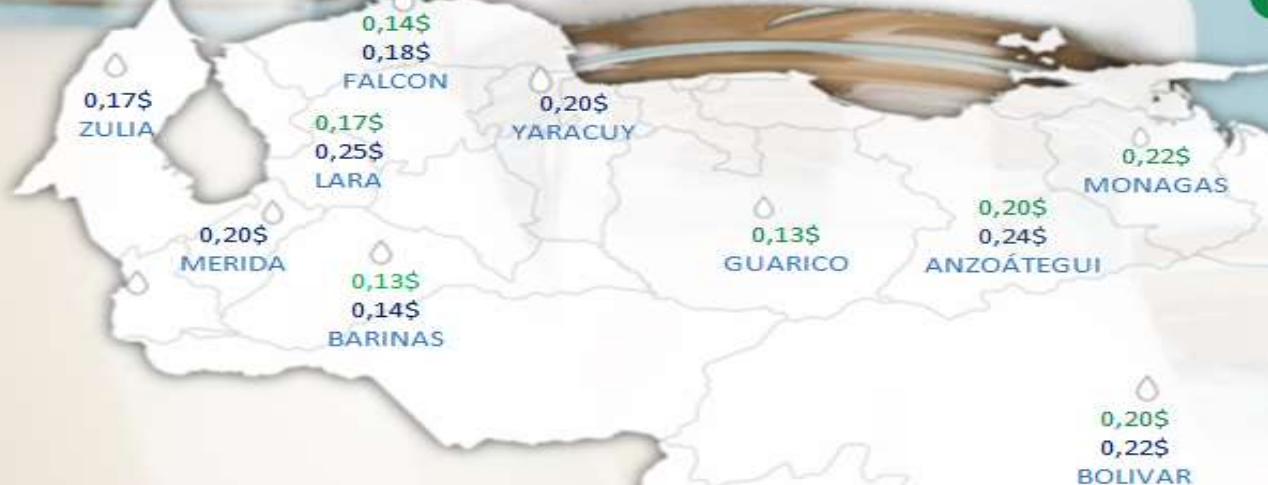 0,14$
0,18$
FALCON
0,17$
ZULIA
0,20$
YARACUY
0,17$
0,25$
LARA
0,22$
MONAGAS
0,20$
MERIDA
0,13$
GUARICO
0,20$
0,24$
ANZOÁTEGUI
0,13$
0,14$
BARINAS
0,20$
0,22$
BOLIVAR